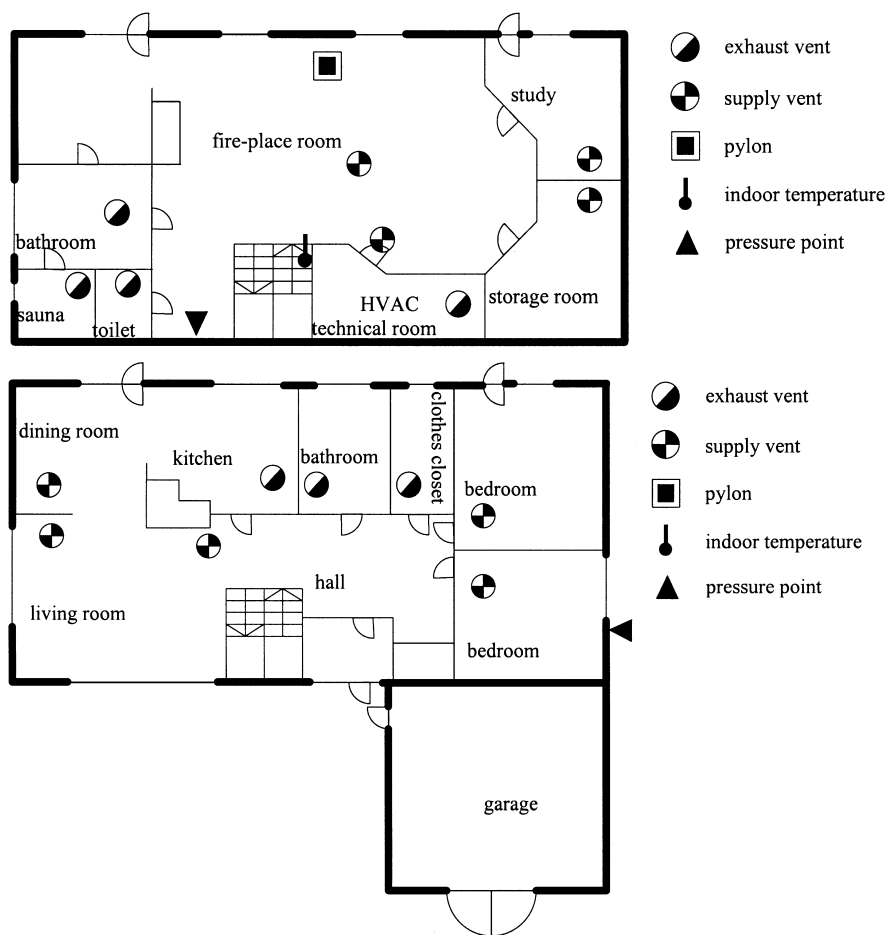 exhaust vent
supply vent
pylon
indoor temperature
pressure point
study
fire-place room
bathroom
sauna
toilet
HVAC
technical room
storage room
exhaust vent
supply vent
pylon
indoor temperature
pressure point
dining room
kitchen
bathroom
clothes closet
bedroom
hall
living room
bedroom
garage